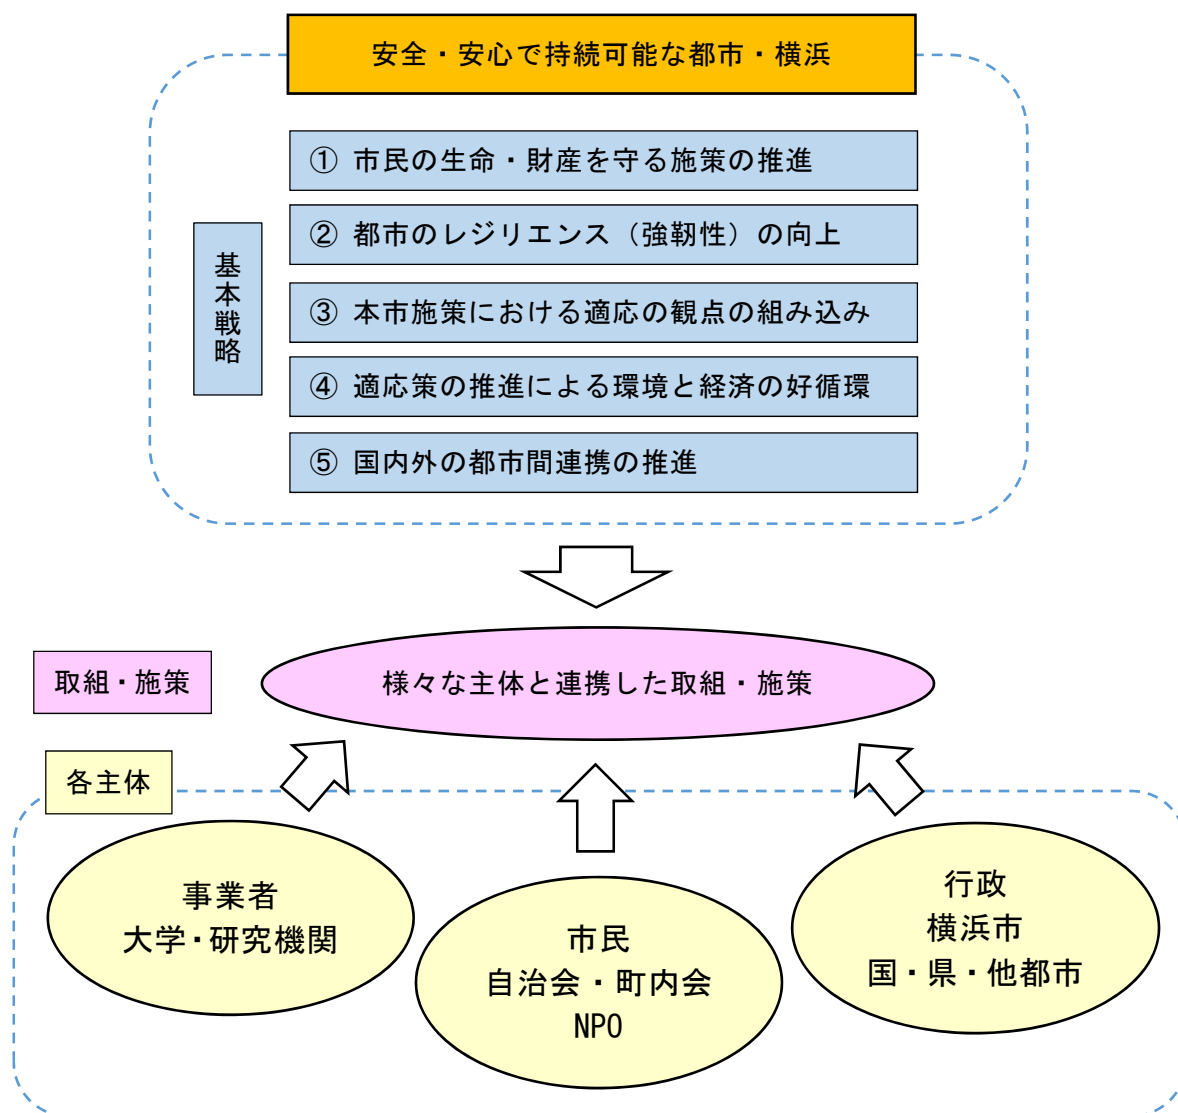 安全・安心で持続可能な都市・横浜
① 市民の生命・財産を守る施策の推進
② 都市のレジリエンス（強靭性）の向上
基本戦略
③ 本市施策における適応の観点の組み込み
④ 適応策の推進による環境と経済の好循環
⑤ 国内外の都市間連携の推進
取組・施策
様々な主体と連携した取組・施策
各主体
事業者
大学・研究機関
市民
自治会・町内会
NPO
行政
横浜市
国・県・他都市